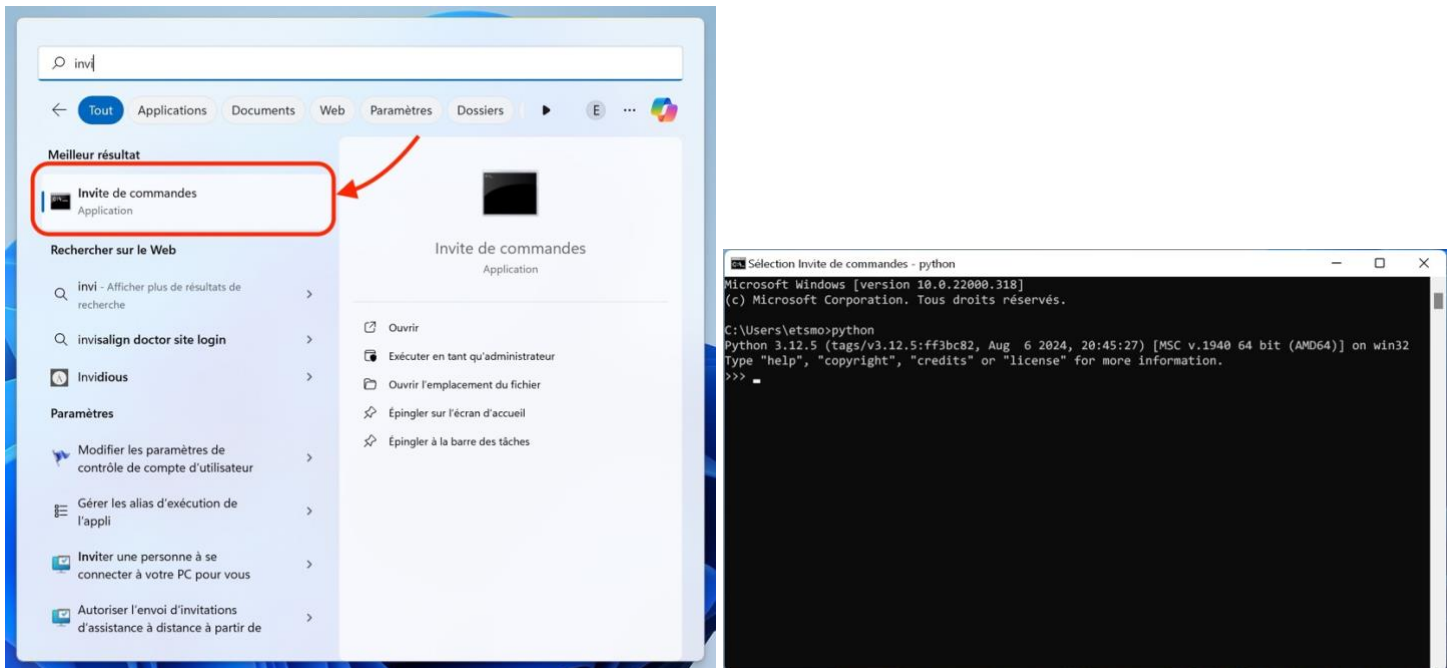 invi
Tout Applications Documents Web Paramètres Dossiers E ...
Meilleur résultat
Invite de commandes
Application
Rechercher sur le Web
invi - Afficher plus de résultats de
recherche
invisalign doctor site login
Invidious
Paramètres
Modifier les paramètres de
contrôle de compte d'utilisateur
Gérer les alias d'exécution de
l'appli
Inviter une personne à se
connecter à votre PC pour vous
Autoriser l'envoi d'invitations
d'assistance à distance à partir de
Invite de commandes
Application
Ouvrir
Exécuter en tant qu'administrateur
Ouvrir l'emplacement du fichier
Épingler sur l'écran d'accueil
Épingler à la barre des tâches
Sélection Invite de commandes - python
Microsoft Windows [version 10.0.22000.318]
(c) Microsoft Corporation. Tous droits réservés.
C:\Users\etsmo>python
Python 3.12.5 (tags/v3.12.5:ff3bc82, Aug  6 2024, 20:45:27) [MSC v.1940 64 bit (AMD64)] on win32
Type "help", "copyright", "credits" or "license" for more information.
>>> _